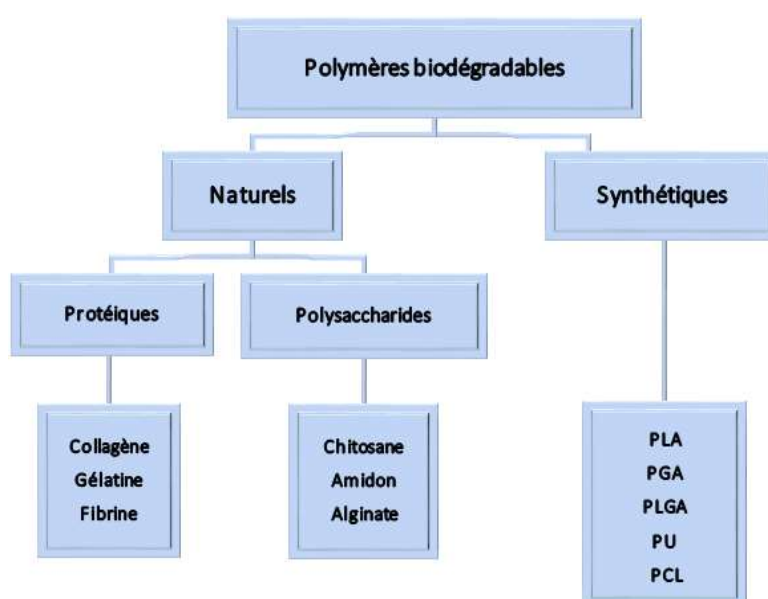 Polymères biodégradables
Naturels
Synthétiques
Protéiques
Polysaccharides
Collagène
Gélatine
Fibrine
Chitosane
Amidon
Alginate
PLA
PGA
PLGA
PU
PCL